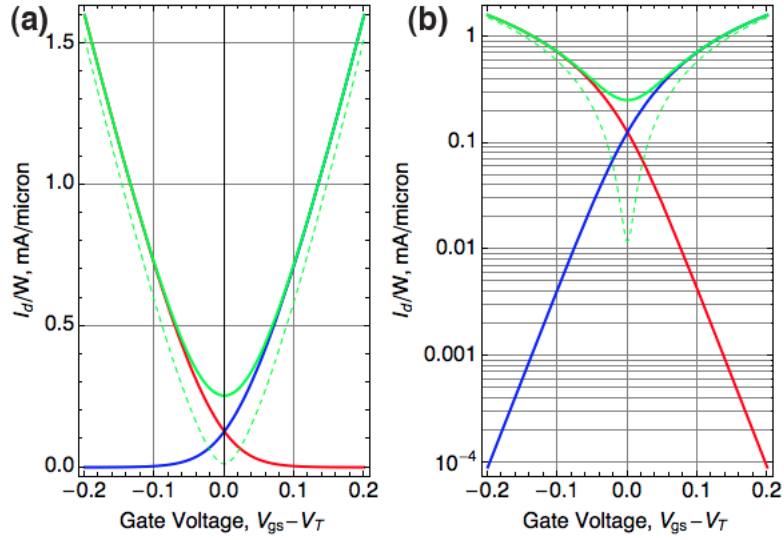 (a)
I_d/W, mA/micron
1.5
1.0
0.5
0.0
−0.2 −0.1 0.0 0.1 0.2
Gate Voltage, V_gs−V_T
(b)
I_d/W, mA/micron
1
0.1
0.01
0.001
10⁻⁴
−0.2 −0.1 0.0 0.1 0.2
Gate Voltage, V_gs−V_T